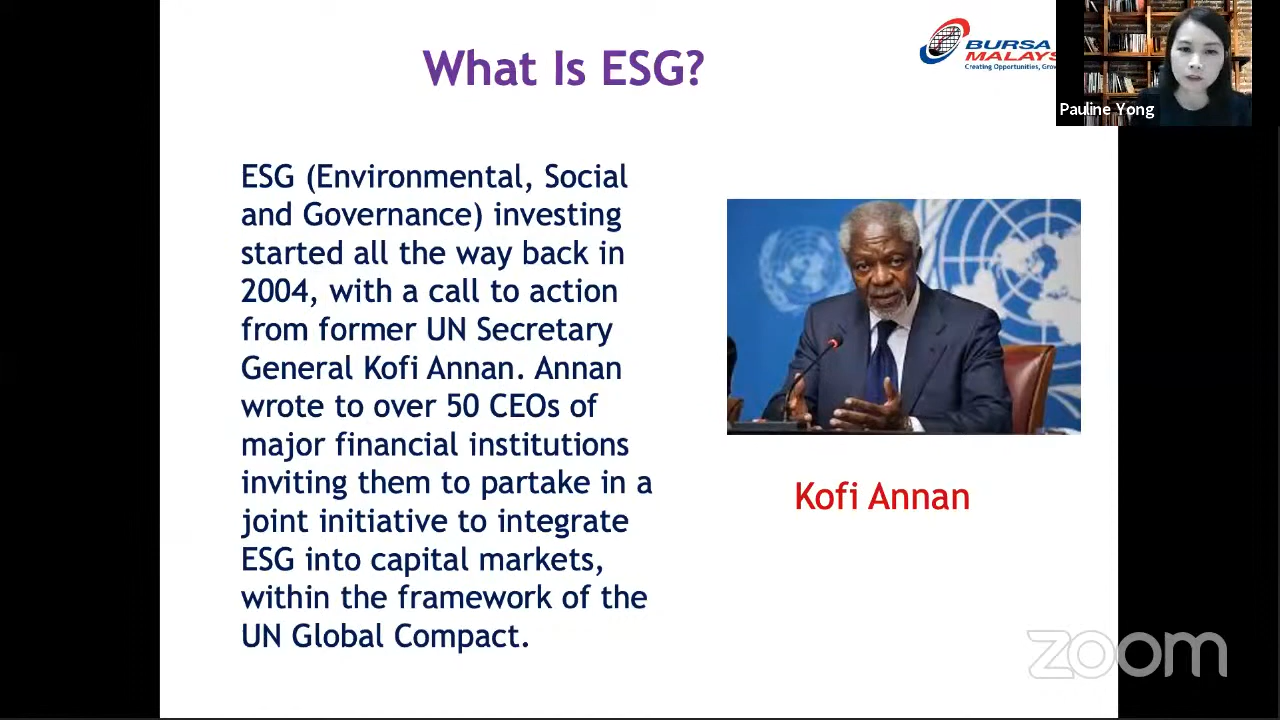 What Is ESG?
BURSA
MALAYS
Creating Opportunities, Grow
Pauline Yong
ESG (Environmental, Social
and Governance) investing
started all the way back in
2004, with a call to action
from former UN Secretary
General Kofi Annan. Annan
wrote to over 50 CEOs of
major financial institutions
inviting them to partake in a
joint initiative to integrate
ESG into capital markets,
within the framework of the
UN Global Compact.
Kofi Annan
zoom